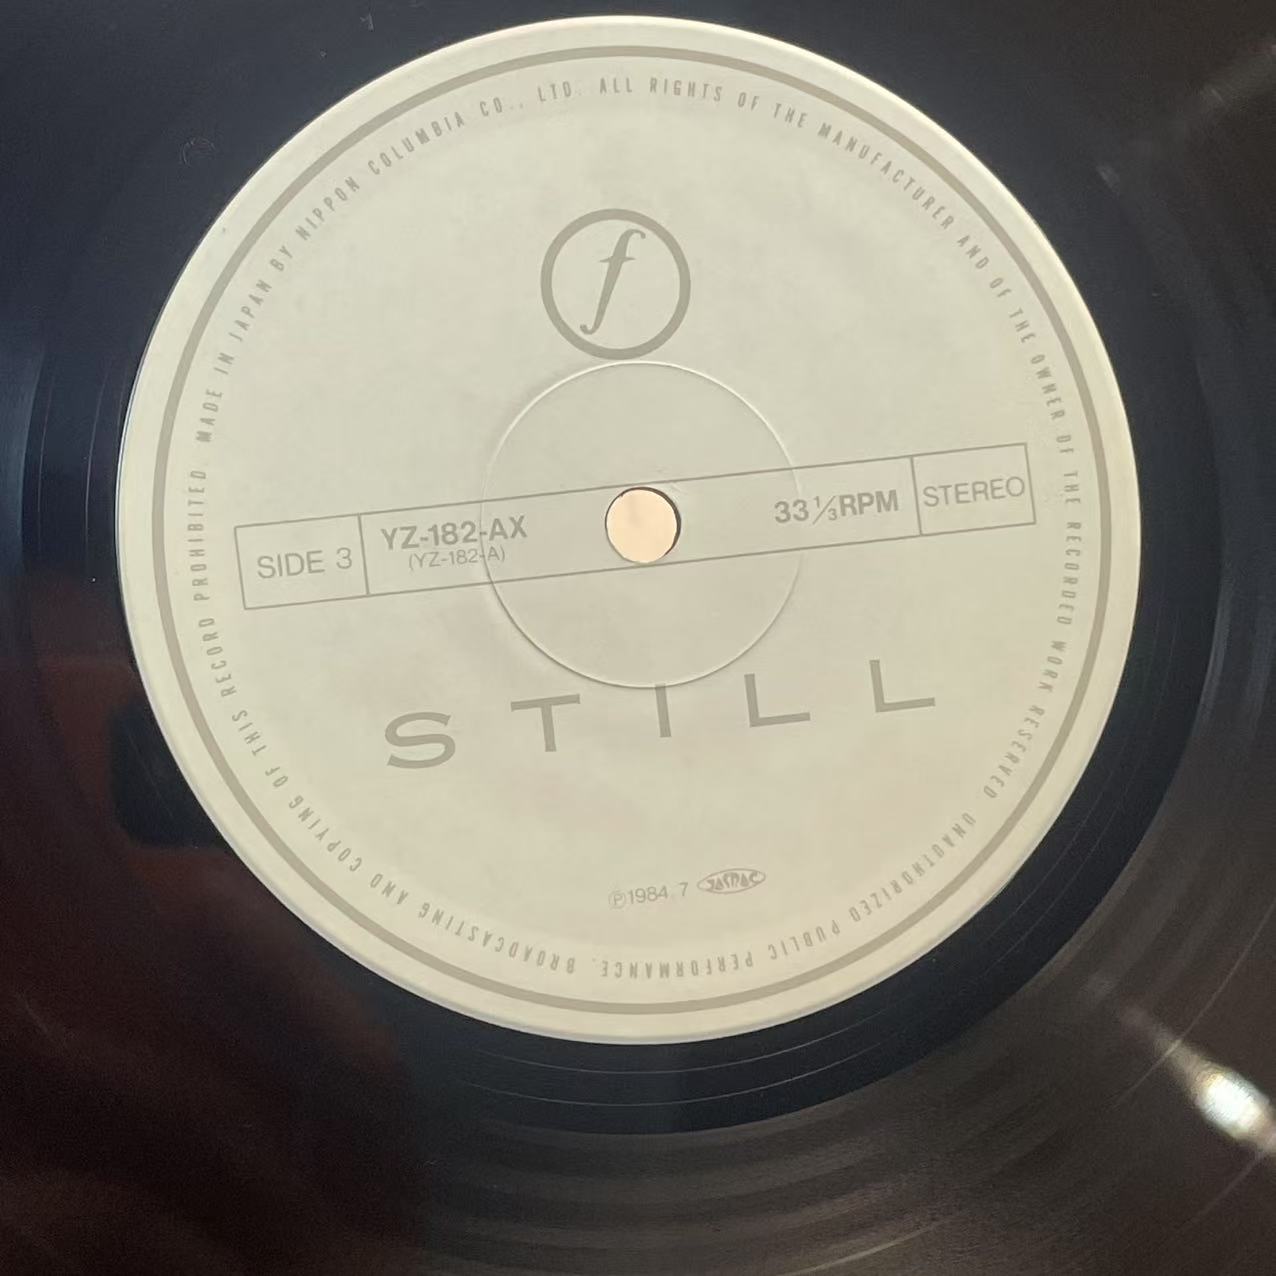 MADE IN JAPAN BY NIPPON COLUMBIA CO., LTD. ALL RIGHTS OF THE MANUFACTURER AND OF THE OWNER OF THE RECORDED WORK RESERVED. UNAUTHORIZED PUBLIC PERFORMANCE. BROADCASTING AND COPYING OF THIS RECORD PROHIBITED.
f
SIDE 3
YZ-182-AX
(YZ-182-A)
33⅓RPM
STEREO
STILL
Ⓟ1984.7 JASRAC